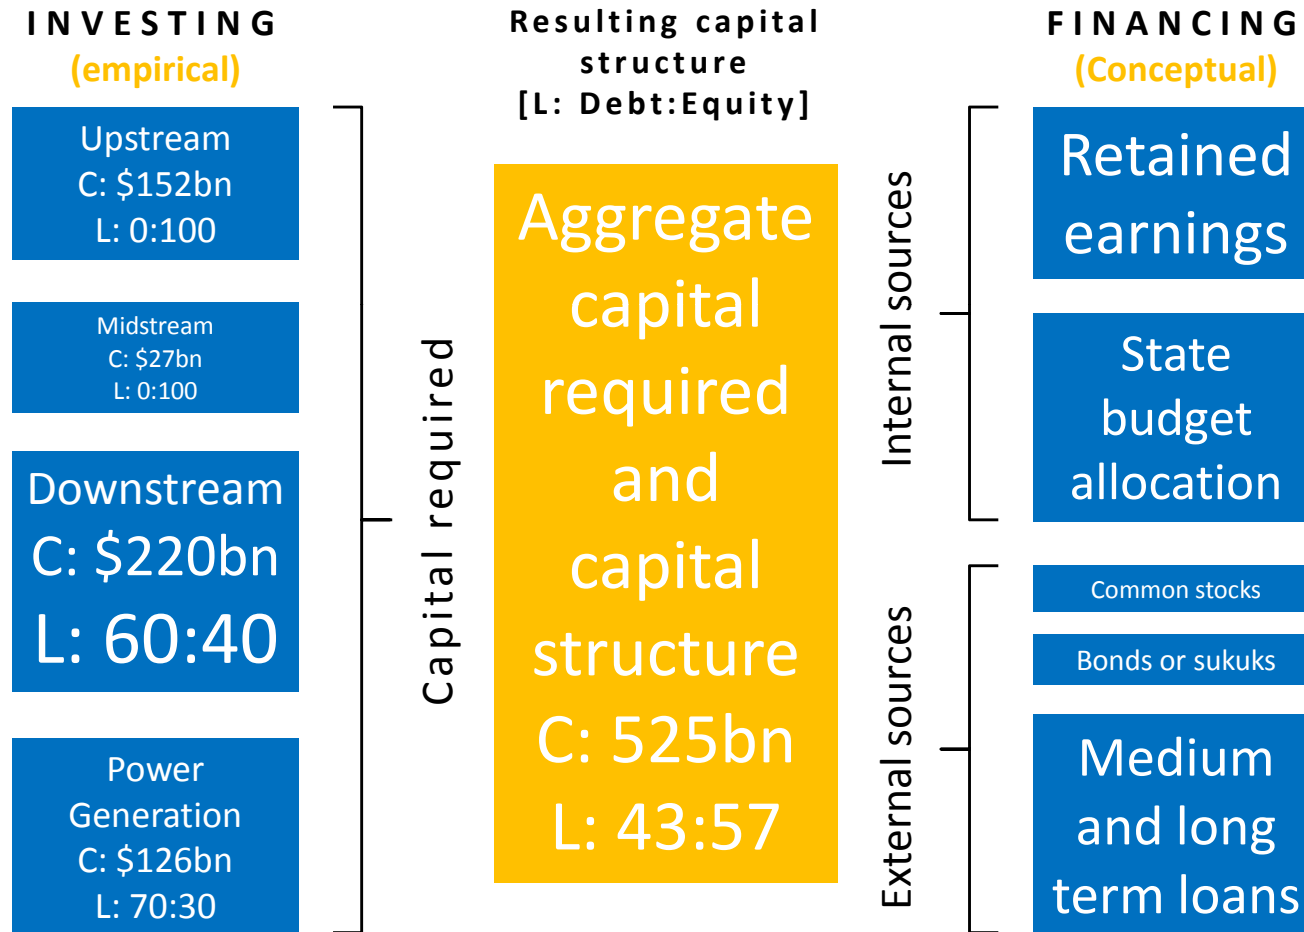 INVESTING
(empirical)
Upstream
C: $152bn
L: 0:100
Midstream
C: $27bn
L: 0:100
Downstream
C: $220bn
L: 60:40
Power
Generation
C: $126bn
L: 70:30
Capital required
Resulting capital
structure
[L: Debt:Equity]
Aggregate
capital
required
and
capital
structure
C: 525bn
L: 43:57
Internal sources
External sources
FINANCING
(Conceptual)
Retained
earnings
State
budget
allocation
Common stocks
Bonds or sukuks
Medium
and long
term loans